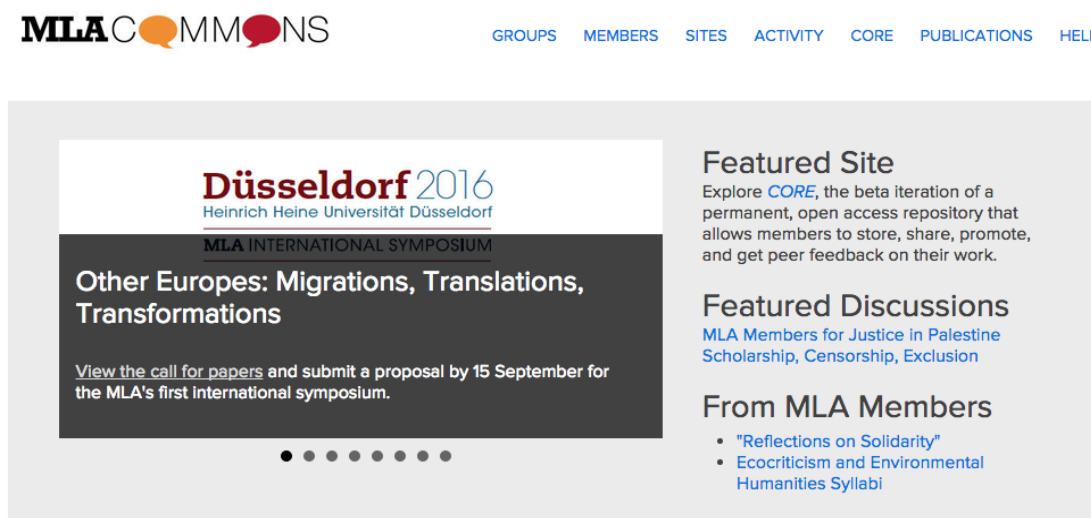 MLA COMMONS
GROUPS MEMBERS SITES ACTIVITY CORE PUBLICATIONS
Düsseldorf 2016
Heinrich Heine Universität Düsseldorf
MLA INTERNATIONAL SYMPOSIUM
Other Europes: Migrations, Translations,
Transformations
View the call for papers and submit a proposal by 15 September for
the MLA's first international symposium.
Featured Site
Explore CORE, the beta iteration of a
permanent, open access repository that
allows members to store, share, promote,
and get peer feedback on their work.
Featured Discussions
MLA Members for Justice in Palestine
Scholarship, Censorship, Exclusion
From MLA Members
"Reflections on Solidarity"
Ecocriticism and Environmental
Humanities Syllabi